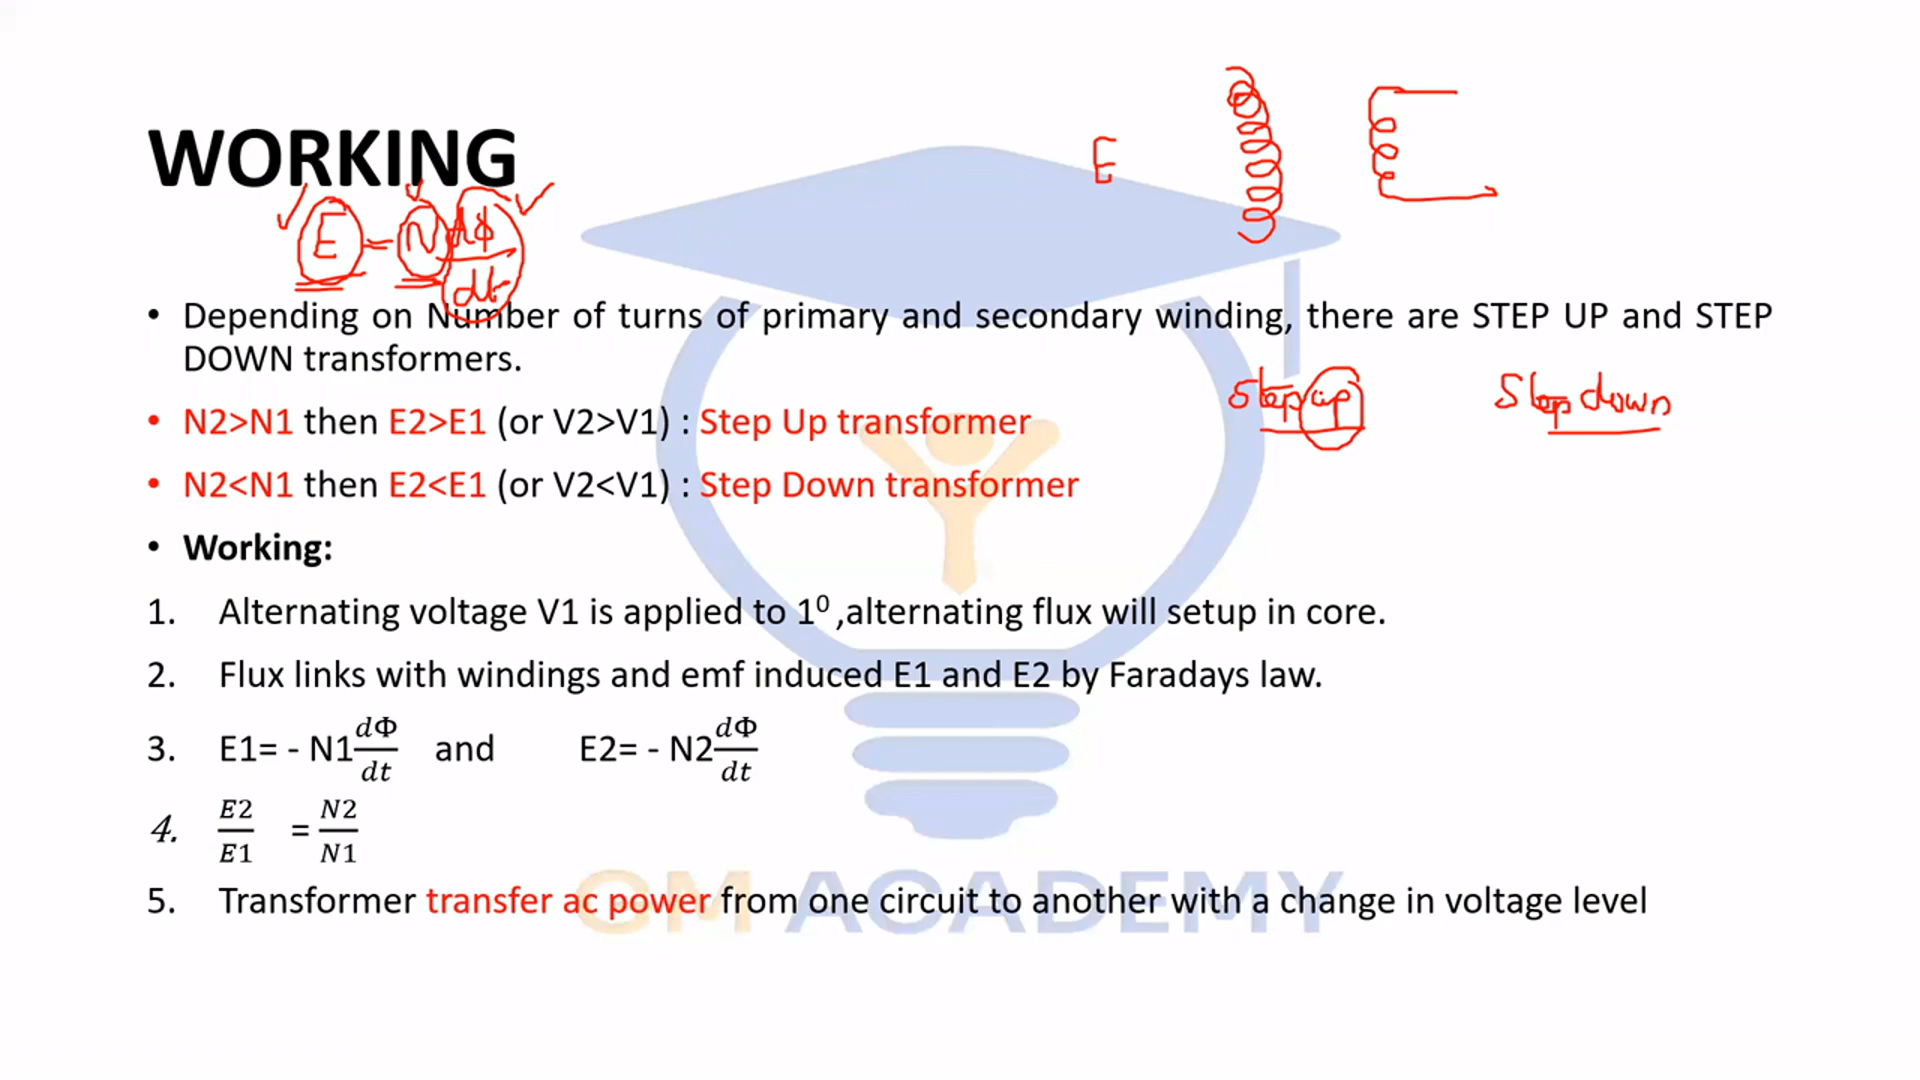 E
WORKING
E = N dϕ/dt
• Depending on Number of turns of primary and secondary winding, there are STEP UP and STEP
DOWN transformers.
Step up
Step down
• N2>N1 then E2>E1 (or V2>V1) : Step Up transformer
• N2<N1 then E2<E1 (or V2<V1) : Step Down transformer
• Working:
1. Alternating voltage V1 is applied to 1⁰ ,alternating flux will setup in core.
2. Flux links with windings and emf induced E1 and E2 by Faradays law.
3. E1= - N1 dΦ/dt and E2= - N2 dΦ/dt
4. E2/E1 = N2/N1
5. Transformer transfer ac power from one circuit to another with a change in voltage level
OM ACADEMY